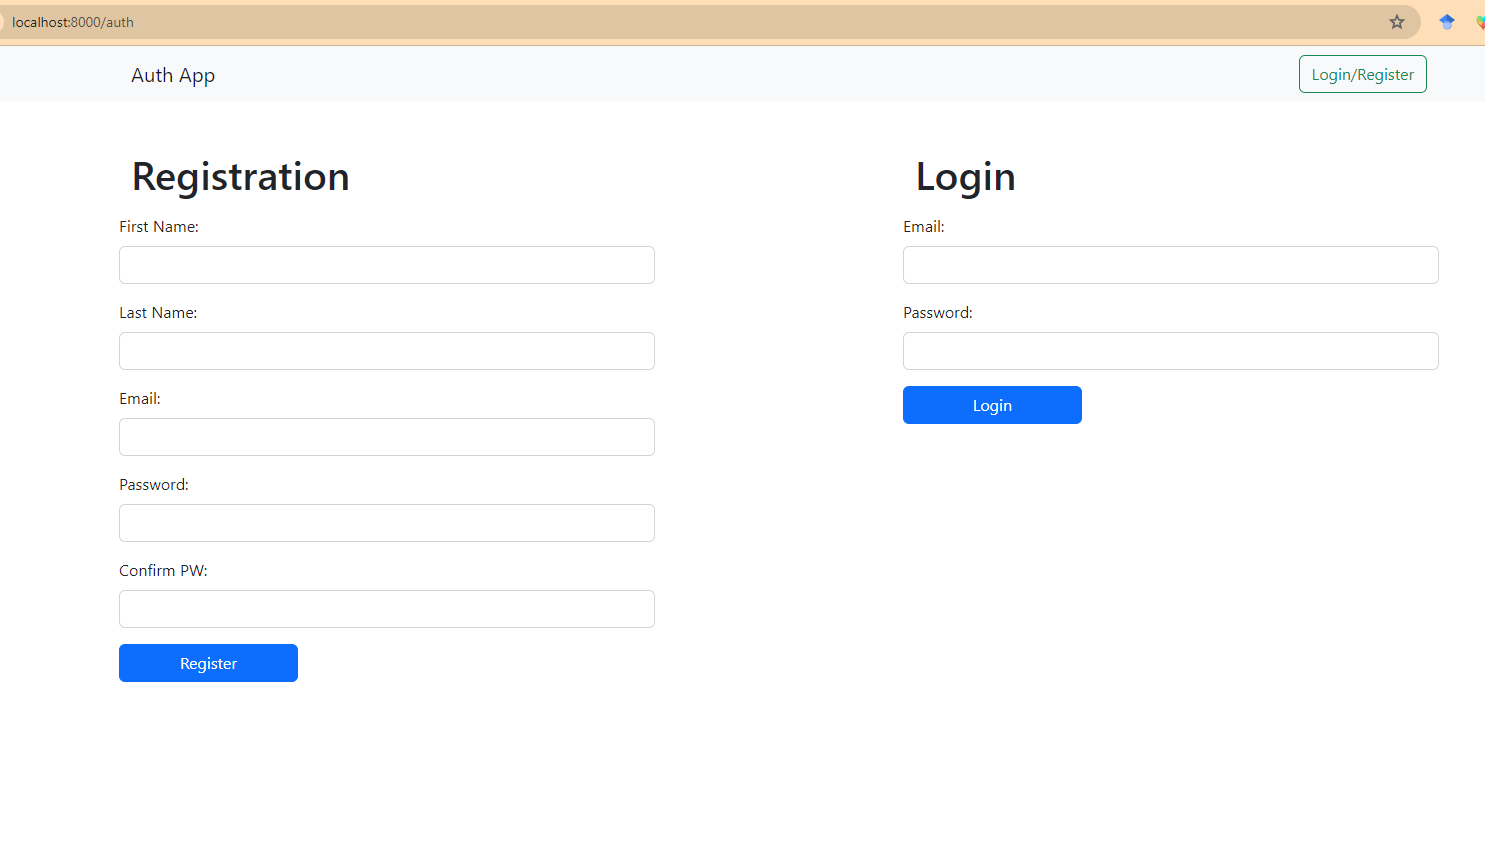 localhost:8000/auth
Auth App
Login/Register
Registration
First Name:
Last Name:
Email:
Password:
Confirm PW:
Register
Login
Email:
Password:
Login